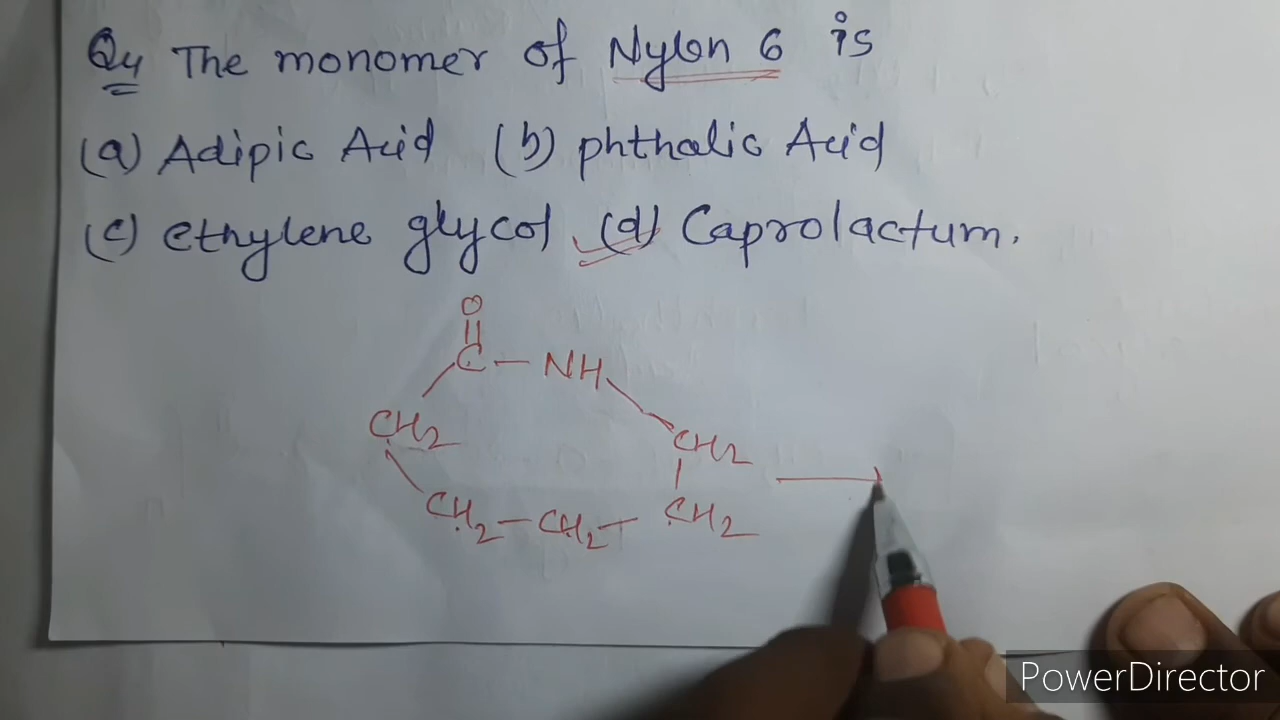 Q4 The monomer of Nylon 6 is
(a) Adipic Acid (b) phthalic Acid
(c) ethylene glycol (d) Caprolactum.
O
||
C – NH
CH2 CH2
CH2 – CH2 – CH2
PowerDirector